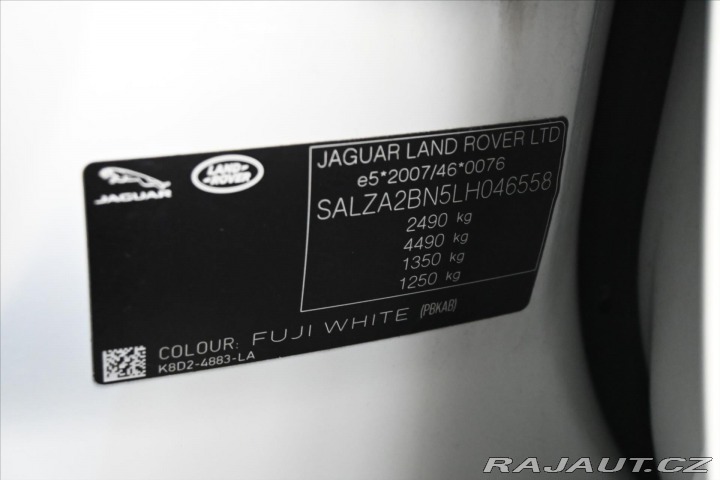 JAGUAR
LAND ROVER
JAGUAR LAND ROVER LTD
e5*2007/46*0076
SALZA2BN5LH046558
2490 kg
4490 kg
1350 kg
1250 kg
COLOUR: FUJI WHITE (PBKAB)
K8D2-4883-LA
RAJAUT.CZ